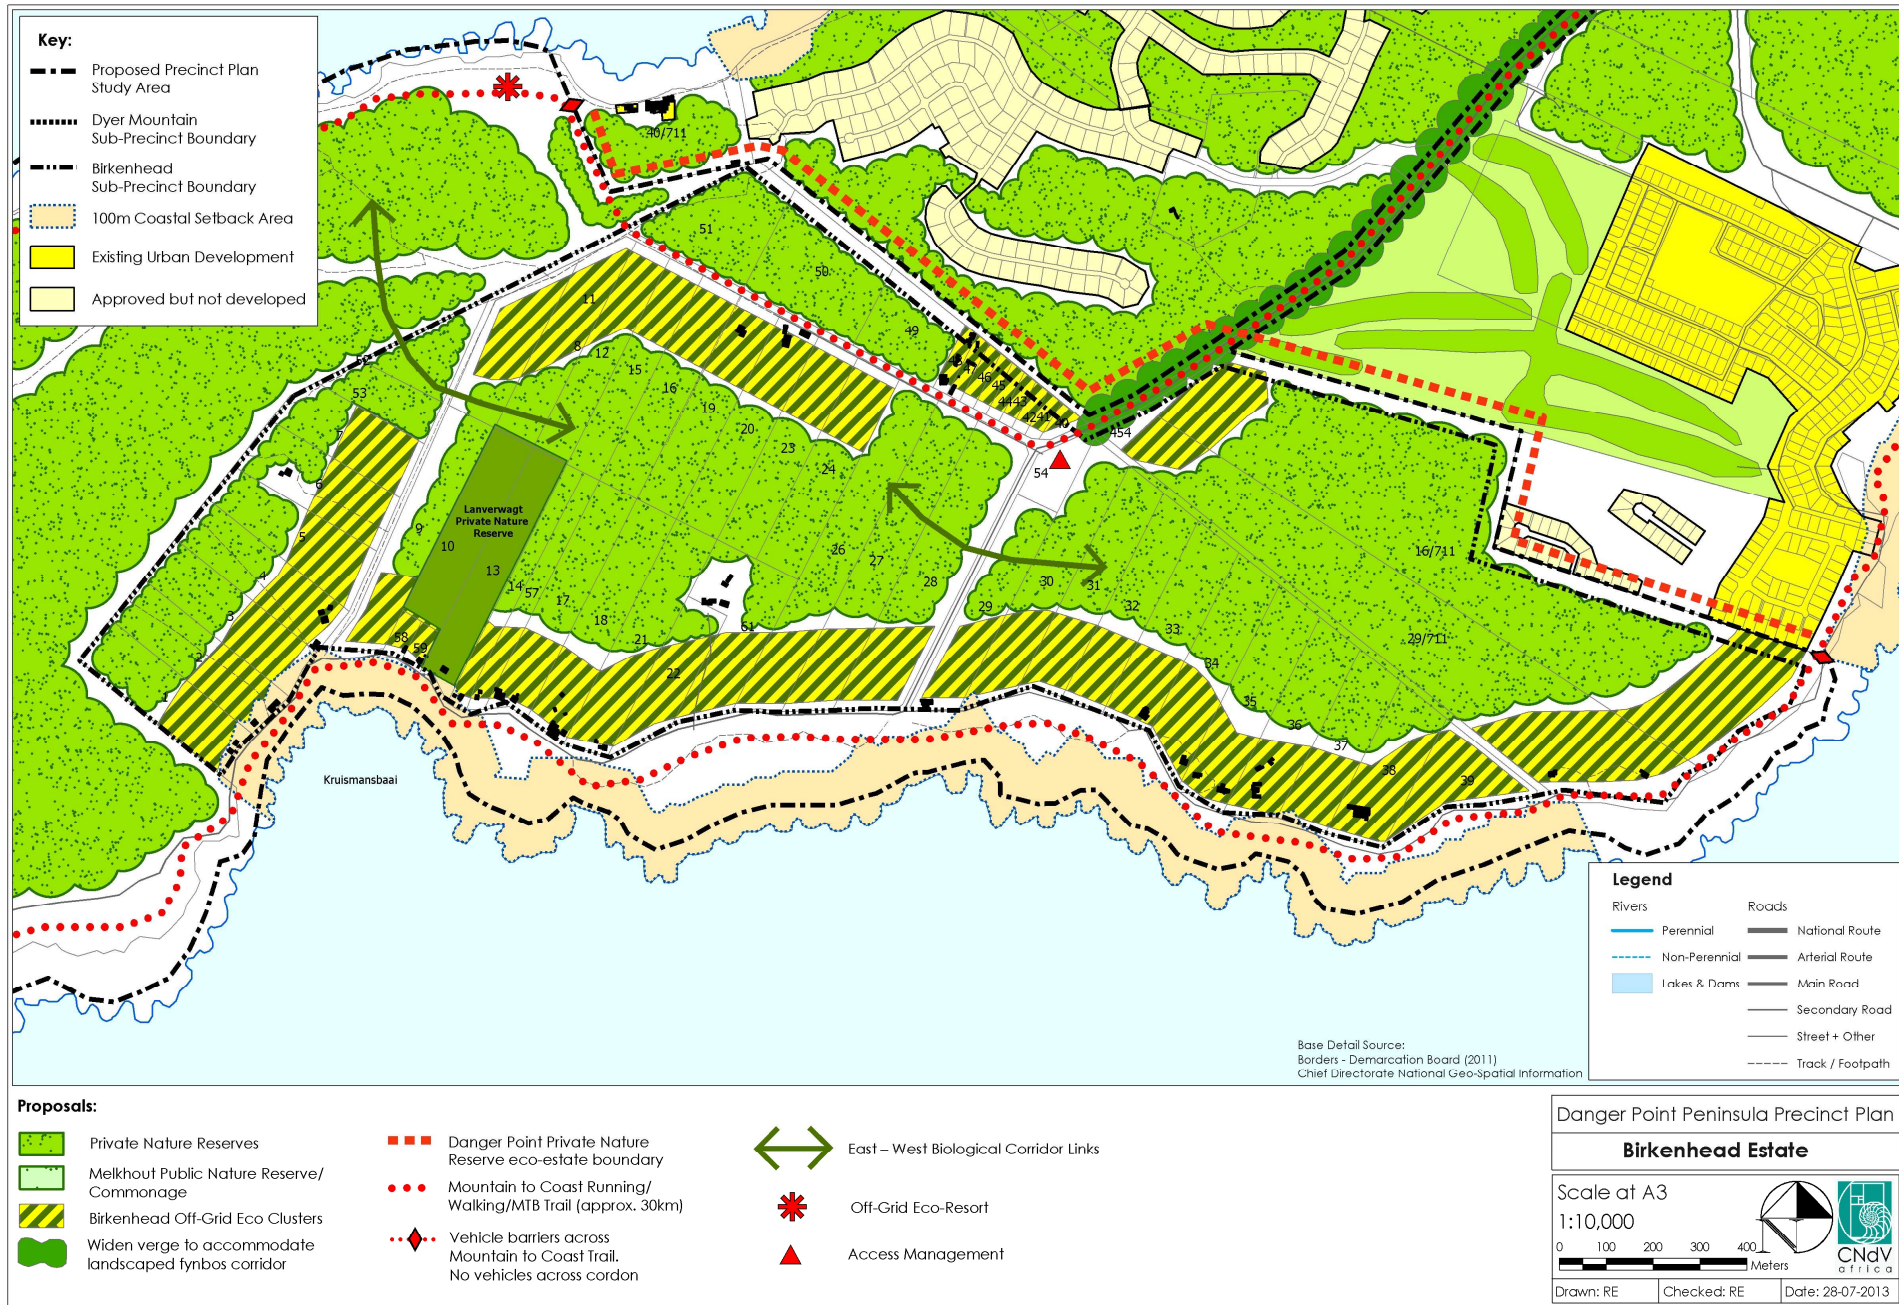 Key:
Proposed Precinct Plan
Study Area
Dyer Mountain
Sub-Precinct Boundary
Birkenhead
Sub-Precinct Boundary
100m Coastal Setback Area
Existing Urban Development
Approved but not developed
40/711
51
50
49
11
8
12
15
16
19
20
23
24
47
46
45
4443
4241
40
454
54
53
7
6
5
4
3
2
1
9
10
Lanverwagt
Private Nature
Reserve
13
14
57
17
18
21
61
22
58
59
26
27
28
29
30
31
32
33
34
35
36
37
38
39
16/711
29/711
Kruismansbaai
Legend
Rivers
Roads
Perennial
National Route
Non-Perennial
Arterial Route
Lakes & Dams
Main Road
Secondary Road
Street + Other
Track / Footpath
Base Detail Source:
Borders - Demarcation Board (2011)
Chief Directorate National Geo-Spatial Information
Proposals:
Private Nature Reserves
Melkhout Public Nature Reserve/
Commonage
Birkenhead Off-Grid Eco Clusters
Widen verge to accommodate
landscaped fynbos corridor
Danger Point Private Nature
Reserve eco-estate boundary
Mountain to Coast Running/
Walking/MTB Trail (approx. 30km)
Vehicle barriers across
Mountain to Coast Trail.
No vehicles across cordon
East – West Biological Corridor Links
Off-Grid Eco-Resort
Access Management
Danger Point Peninsula Precinct Plan
Birkenhead Estate
Scale at A3
1:10,000
0 100 200 300 400
Meters
CNdV
africa
Drawn: RE
Checked: RE
Date: 28-07-2013